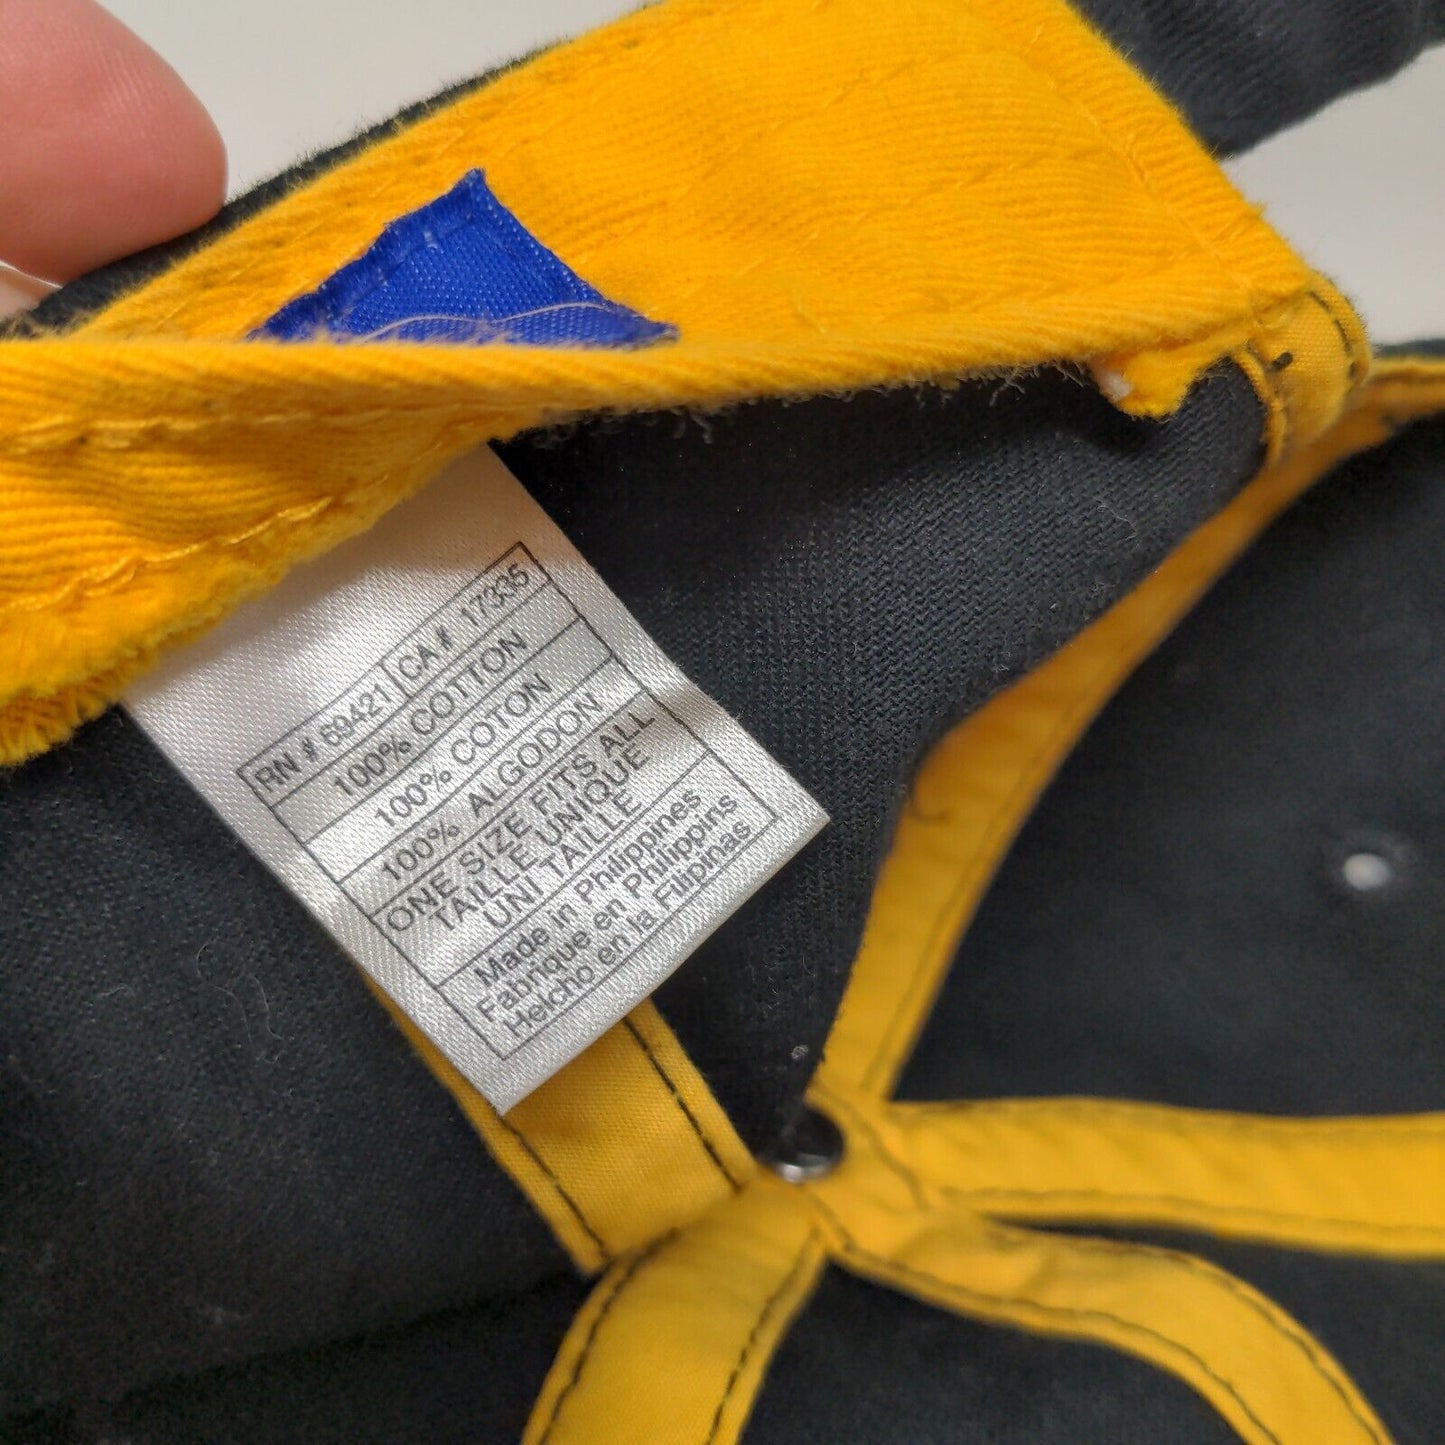 RN # 69421 CA # 17335
100% COTTON
100% COTON
100% ALGODON
ONE SIZE FITS ALL
TAILLE UNIQUE
UNI TAILLE
Made in Philippines
Fabrique en Philippins
Helcho en la Filipinas